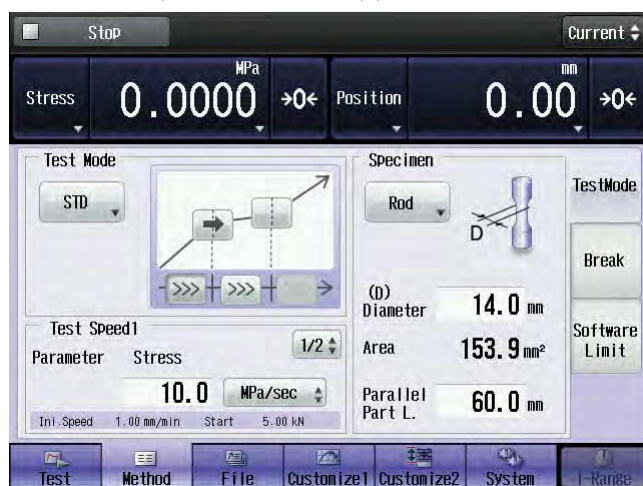 Stop
Current
Stress
MPa
0.0000
→0←
Position
mm
0.00
→0←
Test Mode
STD
>>>
>>>
Specimen
Rod
D
(D)
Diameter
14.0 mm
Area
153.9 mm²
Parallel
Part L.
60.0 mm
TestMode
Break
Software
Limit
Test Speed1
1/2
Parameter Stress
10.0 MPa/sec
Ini.Speed 1.00 mm/min Start 5.00 kN
Test Method File Customize1 Customize2 System I-Range